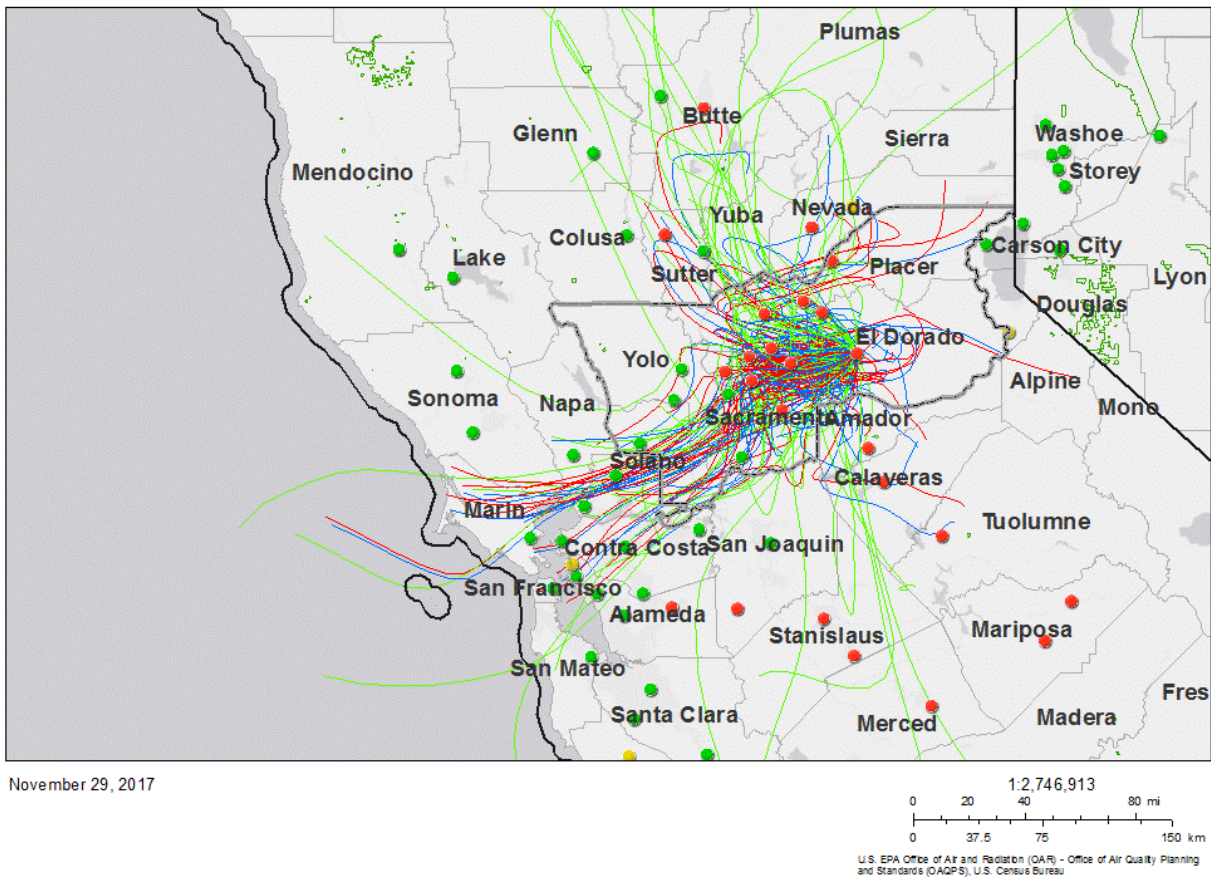 Plumas
Butte
Glenn
Sierra
Washoe
Mendocino
Storey
Yuba
Nevada
Colusa
Carson City
Lake
Sutter
Placer
Lyon
Douglas
El Dorado
Yolo
Alpine
Sonoma
Napa
Mono
Sacramento
Amador
Solano
Calaveras
Marin
Tuolumne
Contra Costa
San Joaquin
San Francisco
Alameda
Stanislaus
Mariposa
San Mateo
Fres
Santa Clara
Merced
Madera
November 29, 2017
1:2,746,913
0 20 40 80 mi
0 37.5 75 150 km
U.S. EPA Office of Air and Radiation (OAR) - Office of Air Quality Planning
and Standards (OAQPS), U.S. Census Bureau